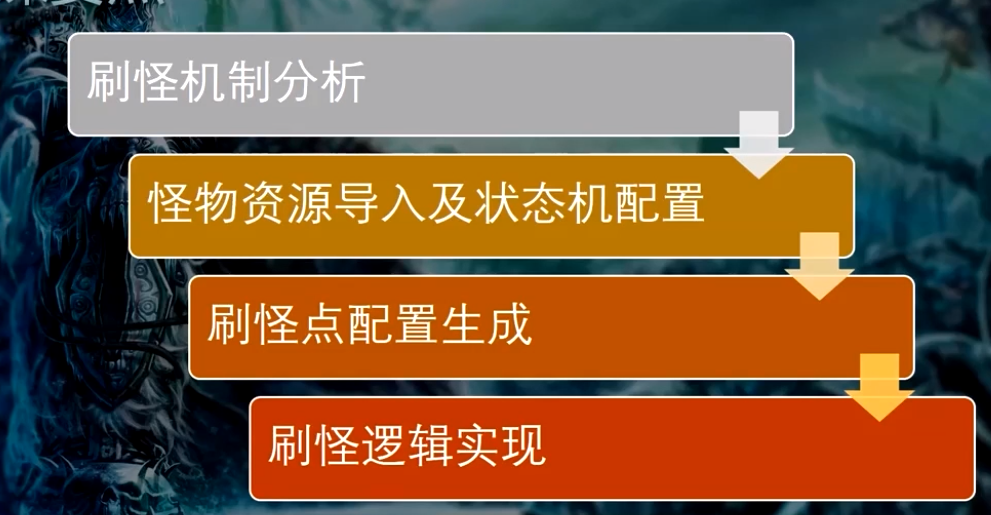 刷怪机制分析
怪物资源导入及状态机配置
刷怪点配置生成
刷怪逻辑实现